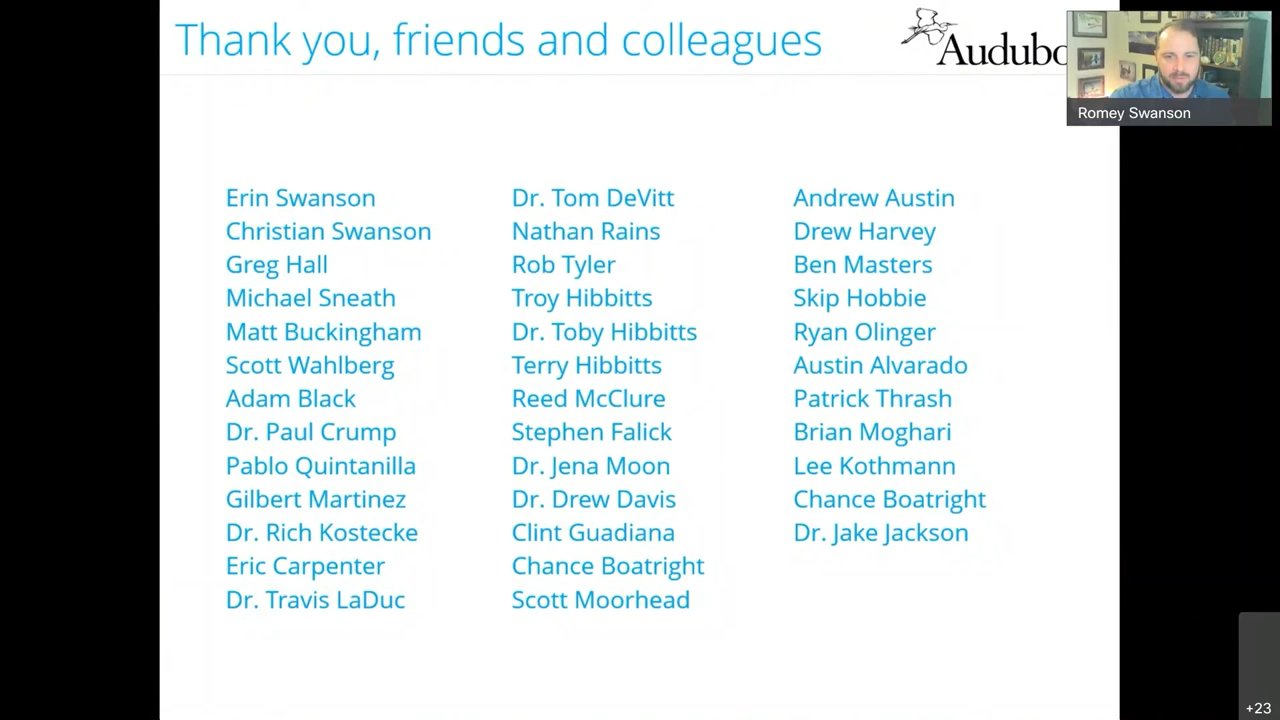 Thank you, friends and colleagues
Audubo
Romey Swanson
Erin Swanson
Christian Swanson
Greg Hall
Michael Sneath
Matt Buckingham
Scott Wahlberg
Adam Black
Dr. Paul Crump
Pablo Quintanilla
Gilbert Martinez
Dr. Rich Kostecke
Eric Carpenter
Dr. Travis LaDuc
Dr. Tom DeVitt
Nathan Rains
Rob Tyler
Troy Hibbitts
Dr. Toby Hibbitts
Terry Hibbitts
Reed McClure
Stephen Falick
Dr. Jena Moon
Dr. Drew Davis
Clint Guadiana
Chance Boatright
Scott Moorhead
Andrew Austin
Drew Harvey
Ben Masters
Skip Hobbie
Ryan Olinger
Austin Alvarado
Patrick Thrash
Brian Moghari
Lee Kothmann
Chance Boatright
Dr. Jake Jackson
+23